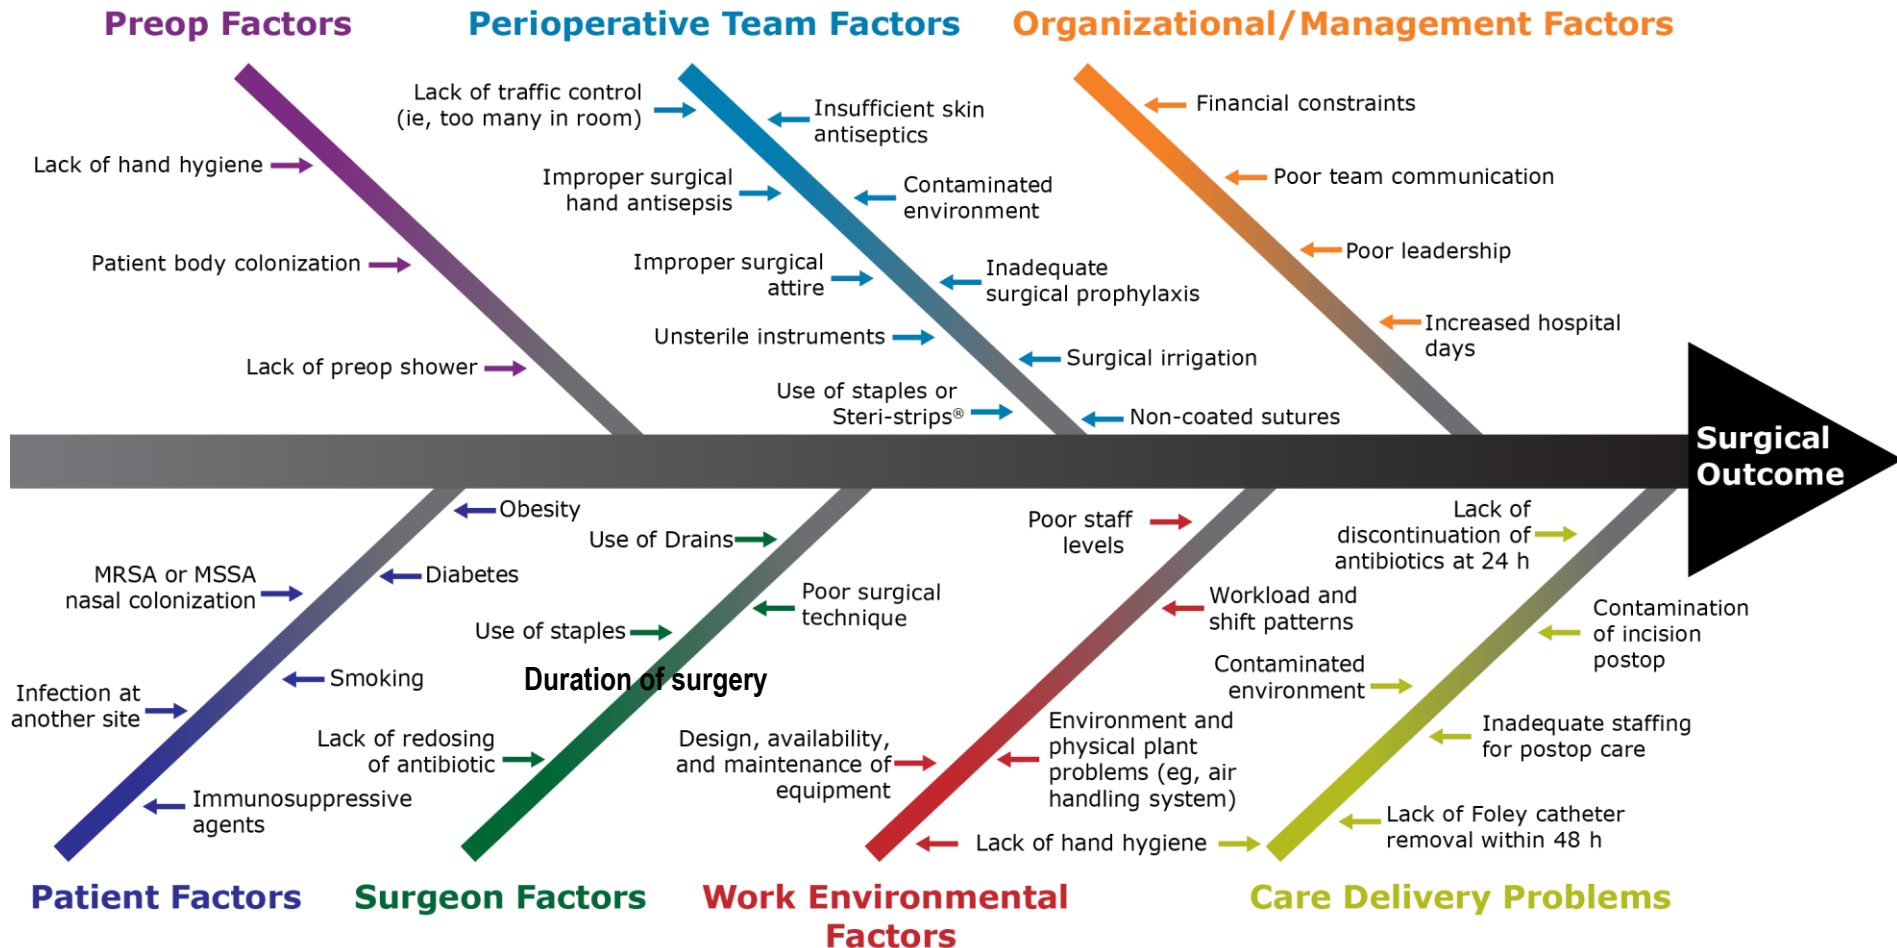 Preop Factors
Perioperative Team Factors
Organizational/Management Factors
Lack of hand hygiene
Patient body colonization
Lack of preop shower
Lack of traffic control
(ie, too many in room)
Insufficient skin
antiseptics
Improper surgical
hand antisepsis
Contaminated
environment
Improper surgical
attire
Inadequate
surgical prophylaxis
Unsterile instruments
Surgical irrigation
Use of staples or
Steri-strips®
Non-coated sutures
Financial constraints
Poor team communication
Poor leadership
Increased hospital
days
Surgical
Outcome
Obesity
MRSA or MSSA
nasal colonization
Diabetes
Smoking
Infection at
another site
Immunosuppressive
agents
Use of Drains
Poor surgical
technique
Use of staples
Duration of surgery
Lack of redosing
of antibiotic
Poor staff
levels
Workload and
shift patterns
Design, availability,
and maintenance of
equipment
Environment and
physical plant
problems (eg, air
handling system)
Lack of hand hygiene
Lack of
discontinuation of
antibiotics at 24 h
Contamination
of incision
postop
Contaminated
environment
Inadequate staffing
for postop care
Lack of Foley catheter
removal within 48 h
Patient Factors
Surgeon Factors
Work Environmental
Factors
Care Delivery Problems